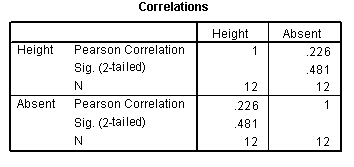 Correlations
Height Absent
Height Pearson Correlation 1 .226
Sig. (2-tailed) .481
N 12 12
Absent Pearson Correlation .226 1
Sig. (2-tailed) .481
N 12 12